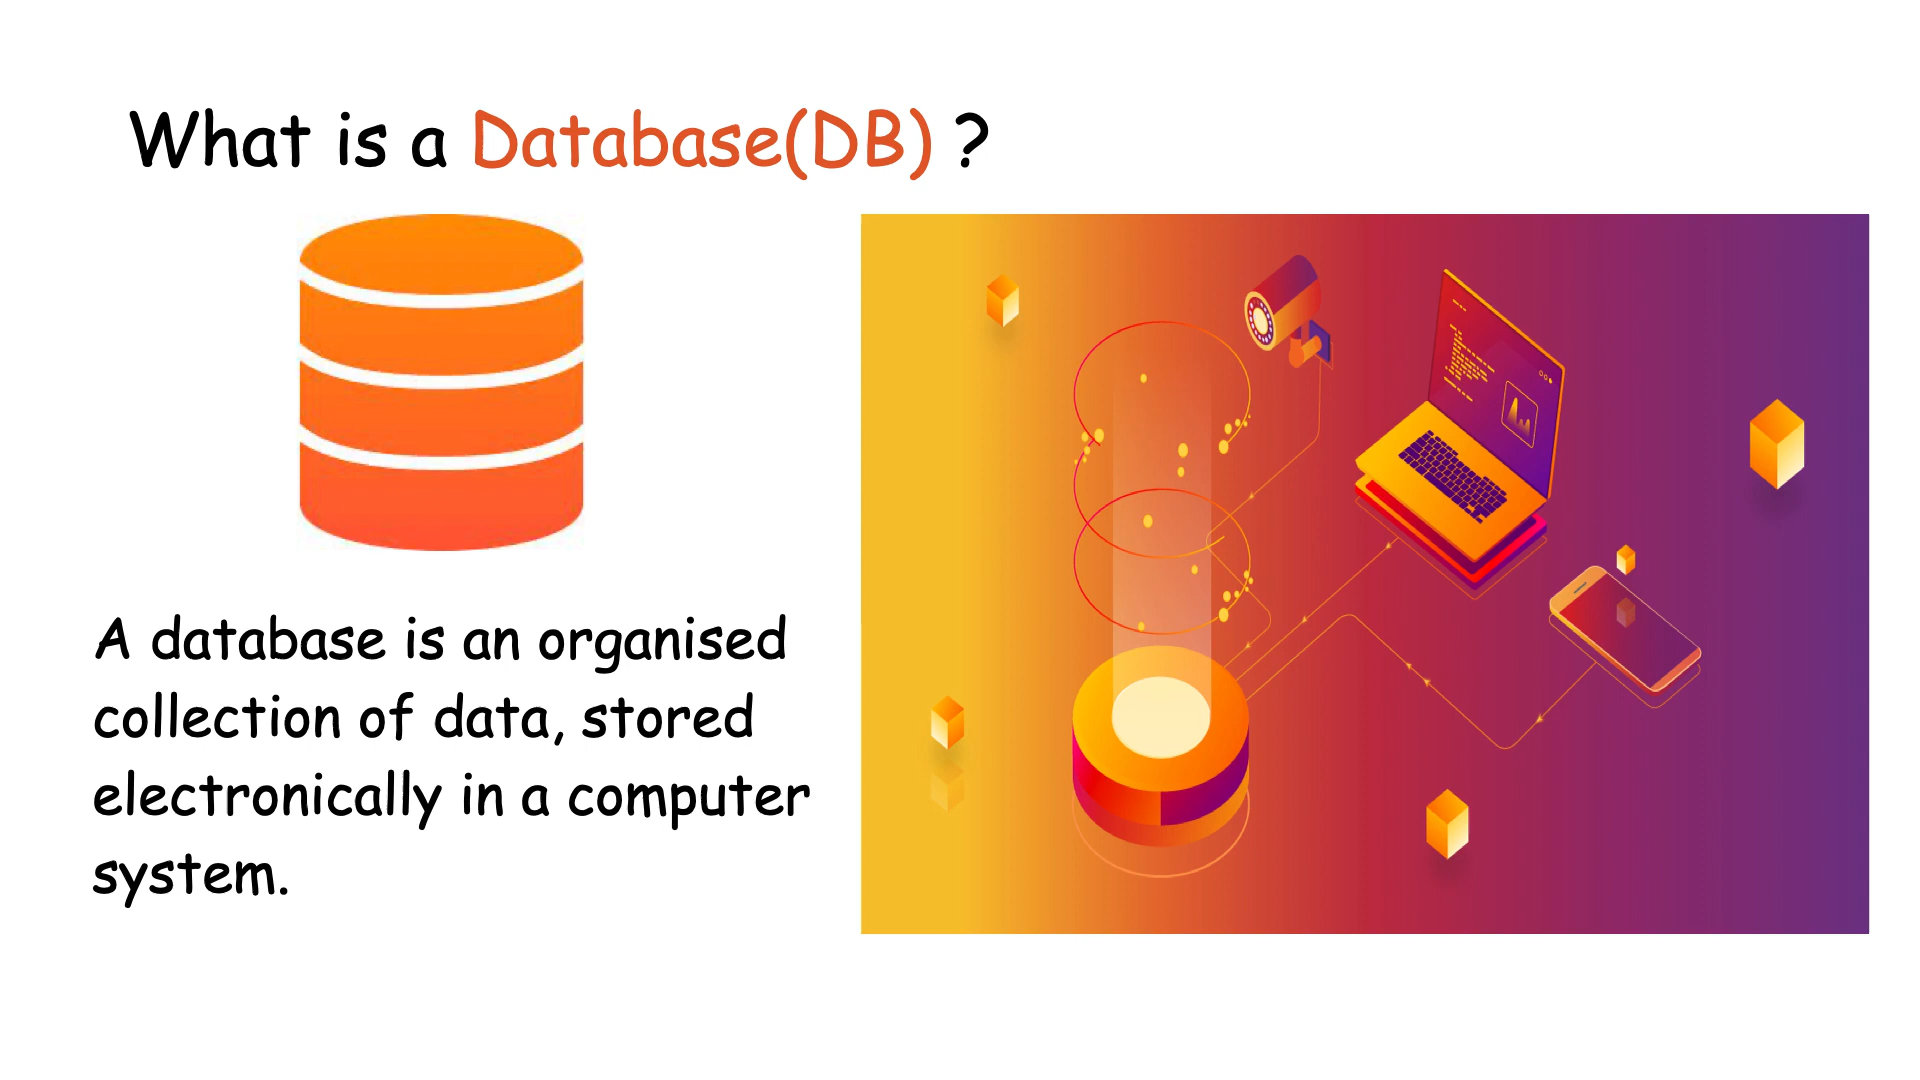 What is a Database(DB) ?
A database is an organised
collection of data, stored
electronically in a computer
system.